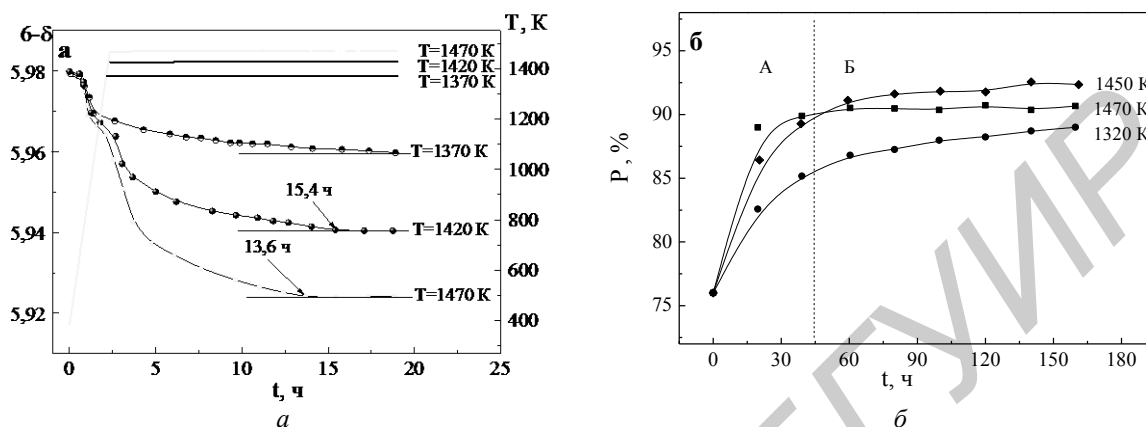 6–δ
а
T, K
5,98
5,96
5,94
5,92
1400
1200
1000
800
600
400
T=1470 K
T=1420 K
T=1370 K
T=1370 K
15,4 ч
T=1420 K
13,6 ч
T=1470 K
0 5 10 15 20 25
t, ч
а
б
P, %
95
90
85
80
75
А
Б
1450 K
1470 K
1320 K
0 30 60 90 120 150 180
t, ч
б
ГУИР